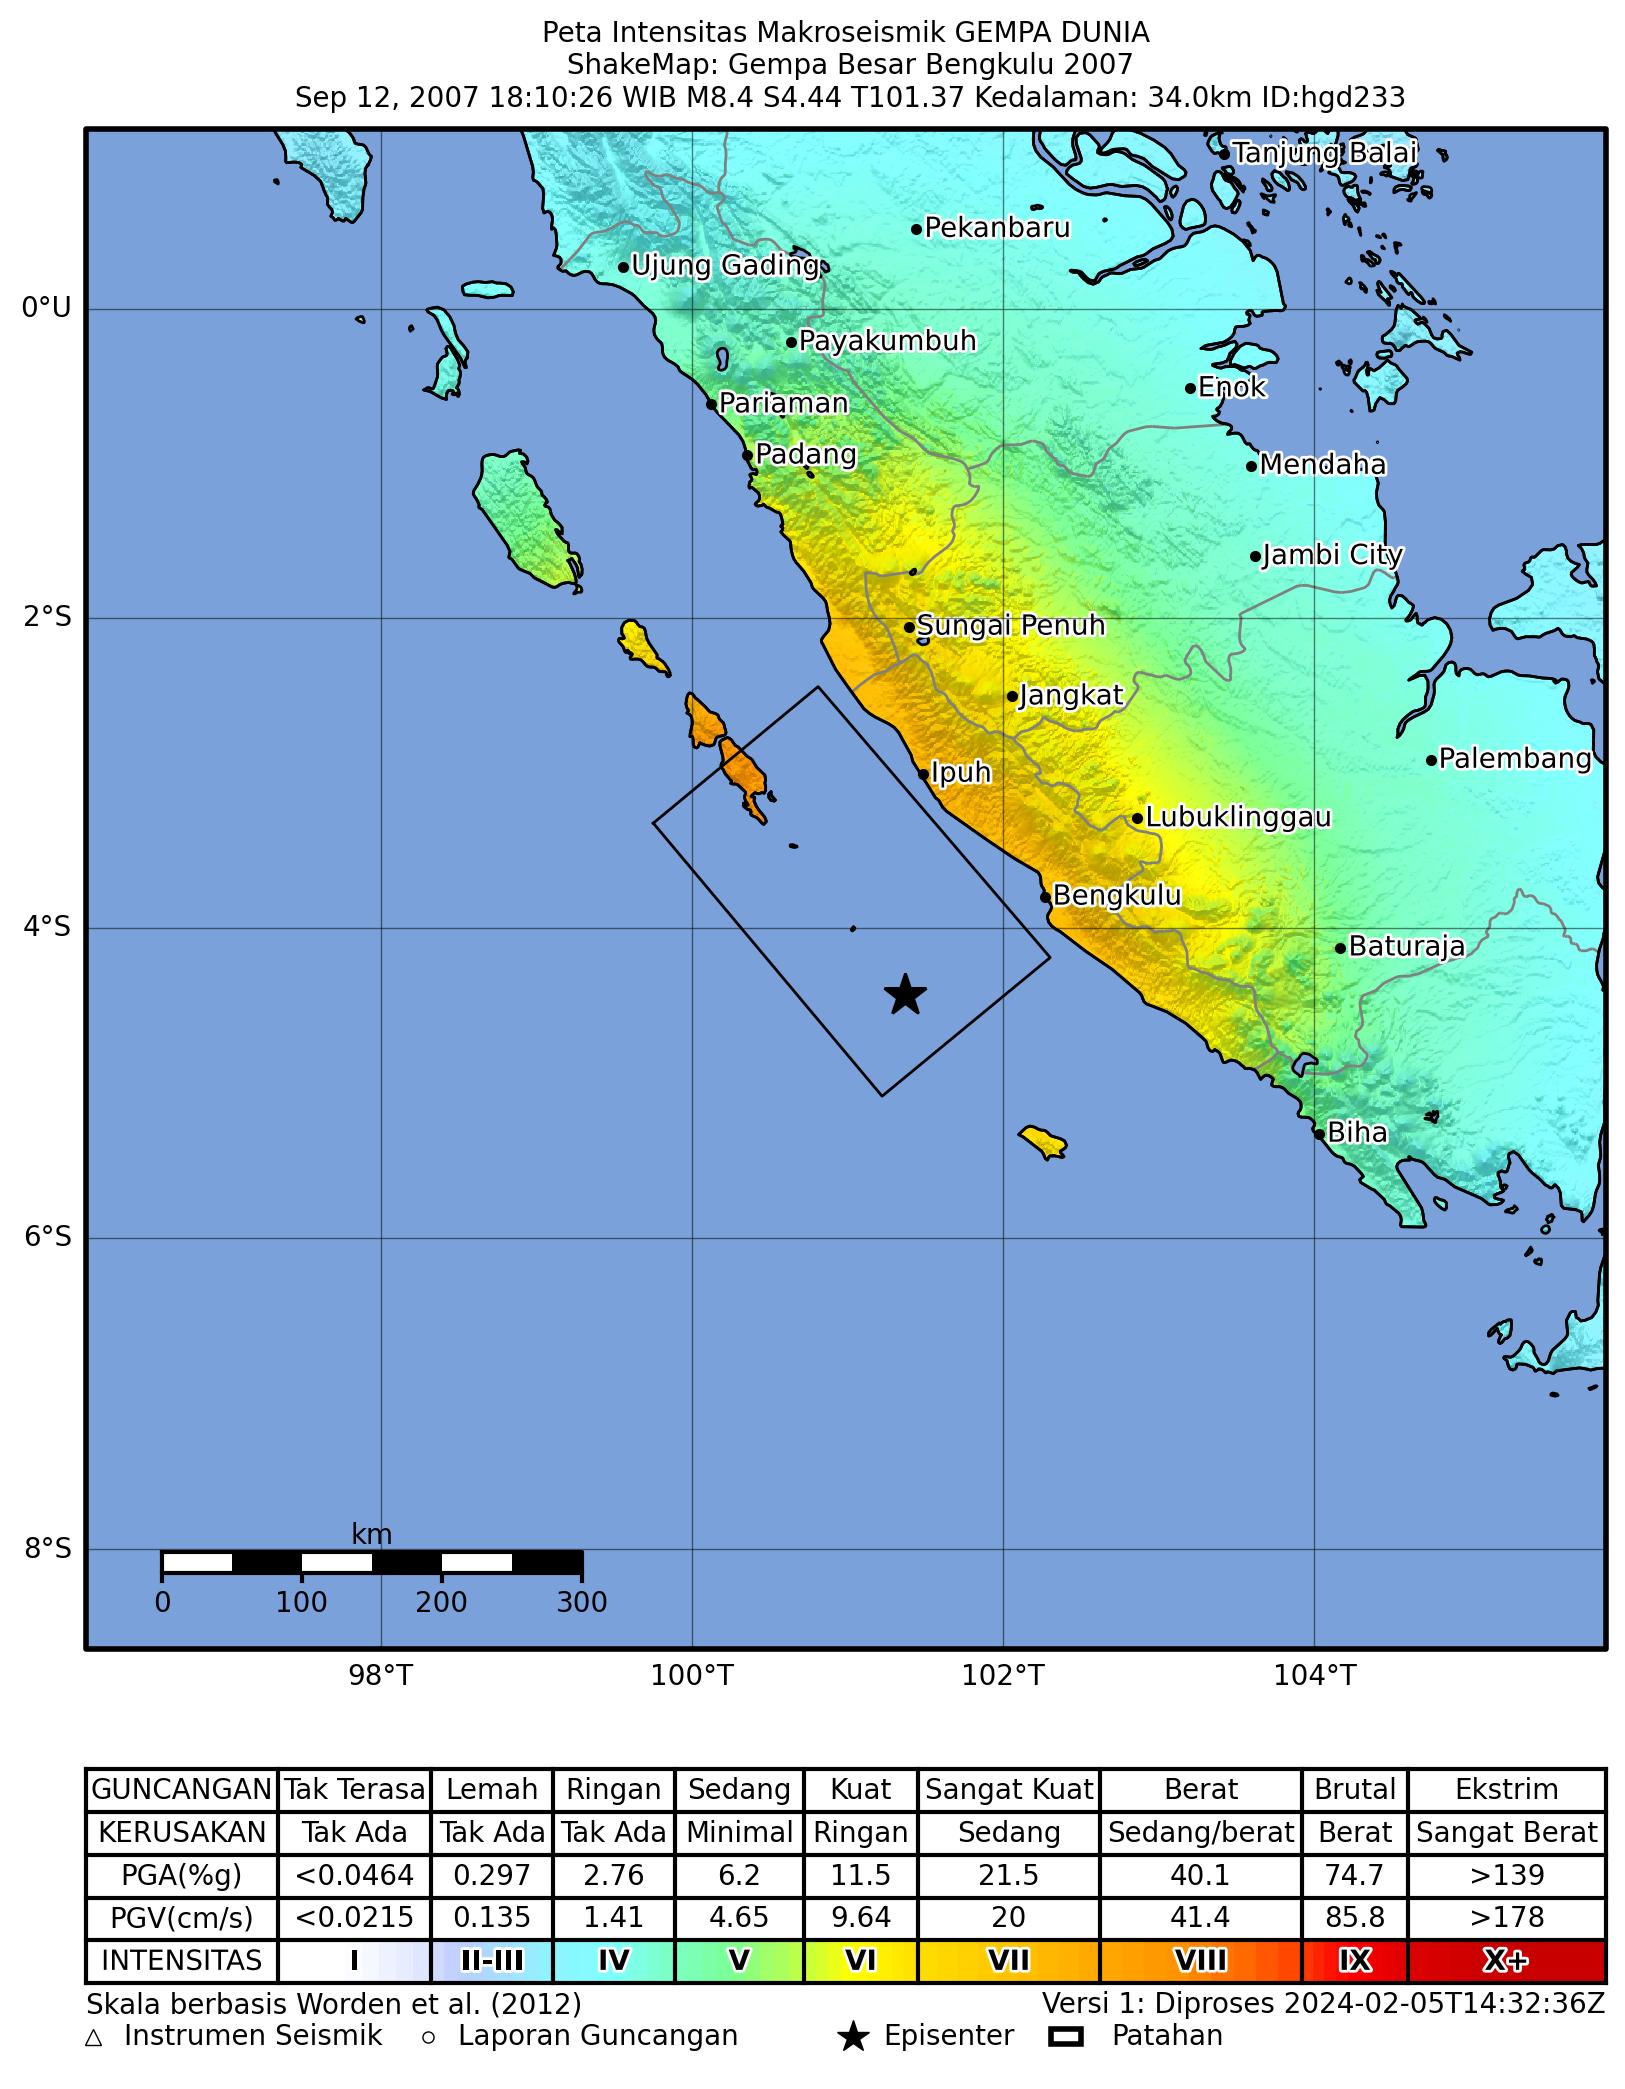 Peta Intensitas Makroseismik GEMPA DUNIA
ShakeMap: Gempa Besar Bengkulu 2007
Sep 12, 2007 18:10:26 WIB M8.4 S4.44 T101.37 Kedalaman: 34.0km ID:hgd233
Tanjung Balai
Pekanbaru
Ujung Gading
0°U
Payakumbuh
Enok
Pariaman
Padang
Mendaha
Jambi City
2°S
Sungai Penuh
Jangkat
Palembang
Ipuh
Lubuklinggau
Bengkulu
4°S
Baturaja
Biha
6°S
8°S
km
0 100 200 300
98°T 100°T 102°T 104°T
GUNCANGAN Tak Terasa Lemah Ringan Sedang Kuat Sangat Kuat Berat Brutal Ekstrim
KERUSAKAN Tak Ada Tak Ada Tak Ada Minimal Ringan Sedang Sedang/berat Berat Sangat Berat
PGA(%g) <0.0464 0.297 2.76 6.2 11.5 21.5 40.1 74.7 >139
PGV(cm/s) <0.0215 0.135 1.41 4.65 9.64 20 41.4 85.8 >178
INTENSITAS I II-III IV V VI VII VIII IX X+
Skala berbasis Worden et al. (2012) Versi 1: Diproses 2024-02-05T14:32:36Z
Instrumen Seismik Laporan Guncangan Episenter Patahan